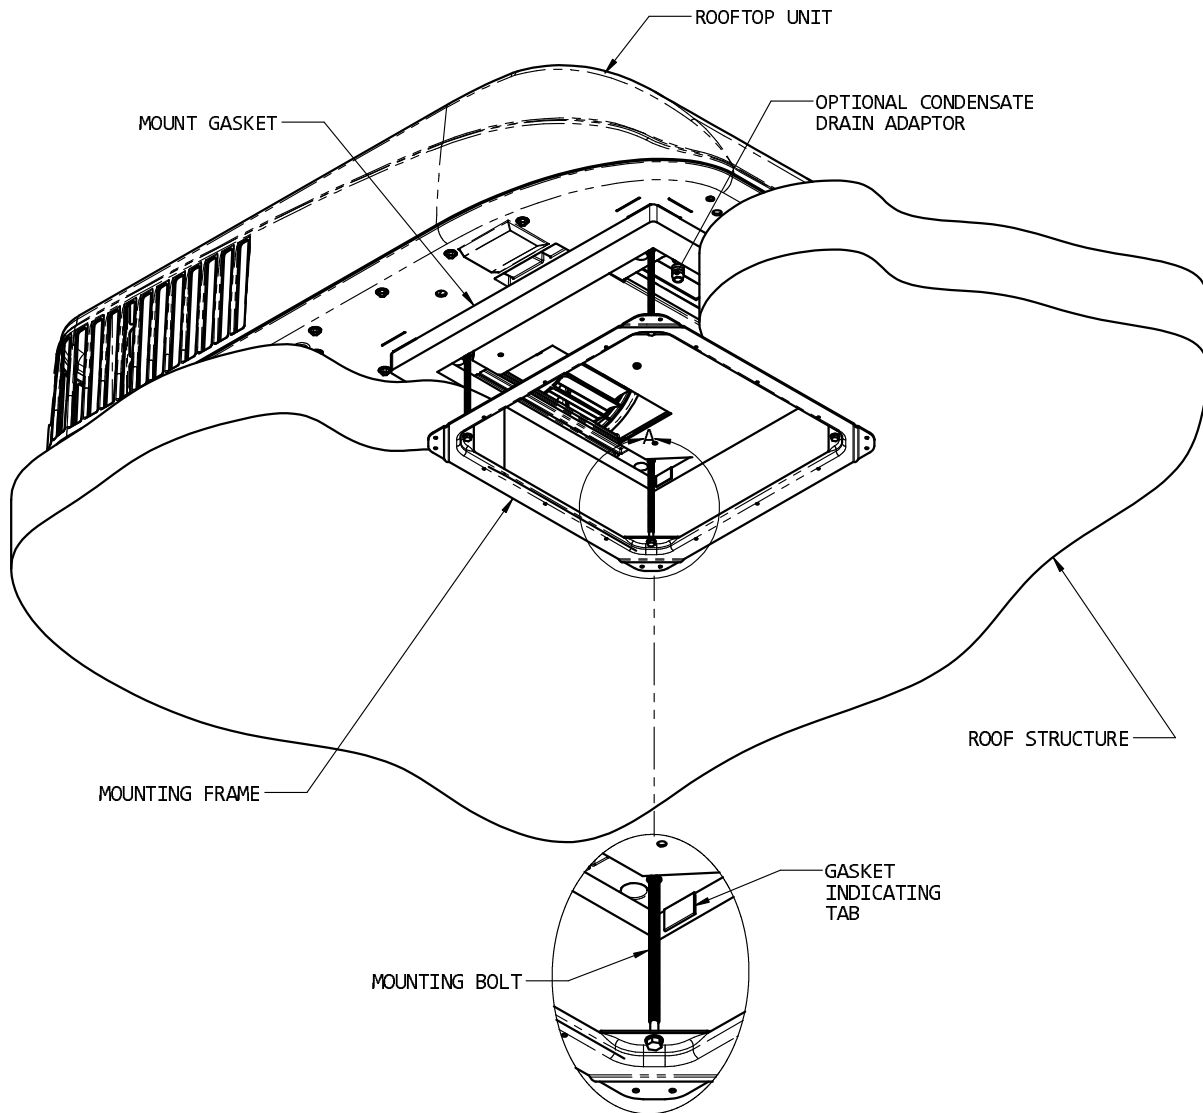 ROOFTOP UNIT
OPTIONAL CONDENSATE
DRAIN ADAPTOR
MOUNT GASKET
A
ROOF STRUCTURE
MOUNTING FRAME
GASKET
INDICATING
TAB
MOUNTING BOLT